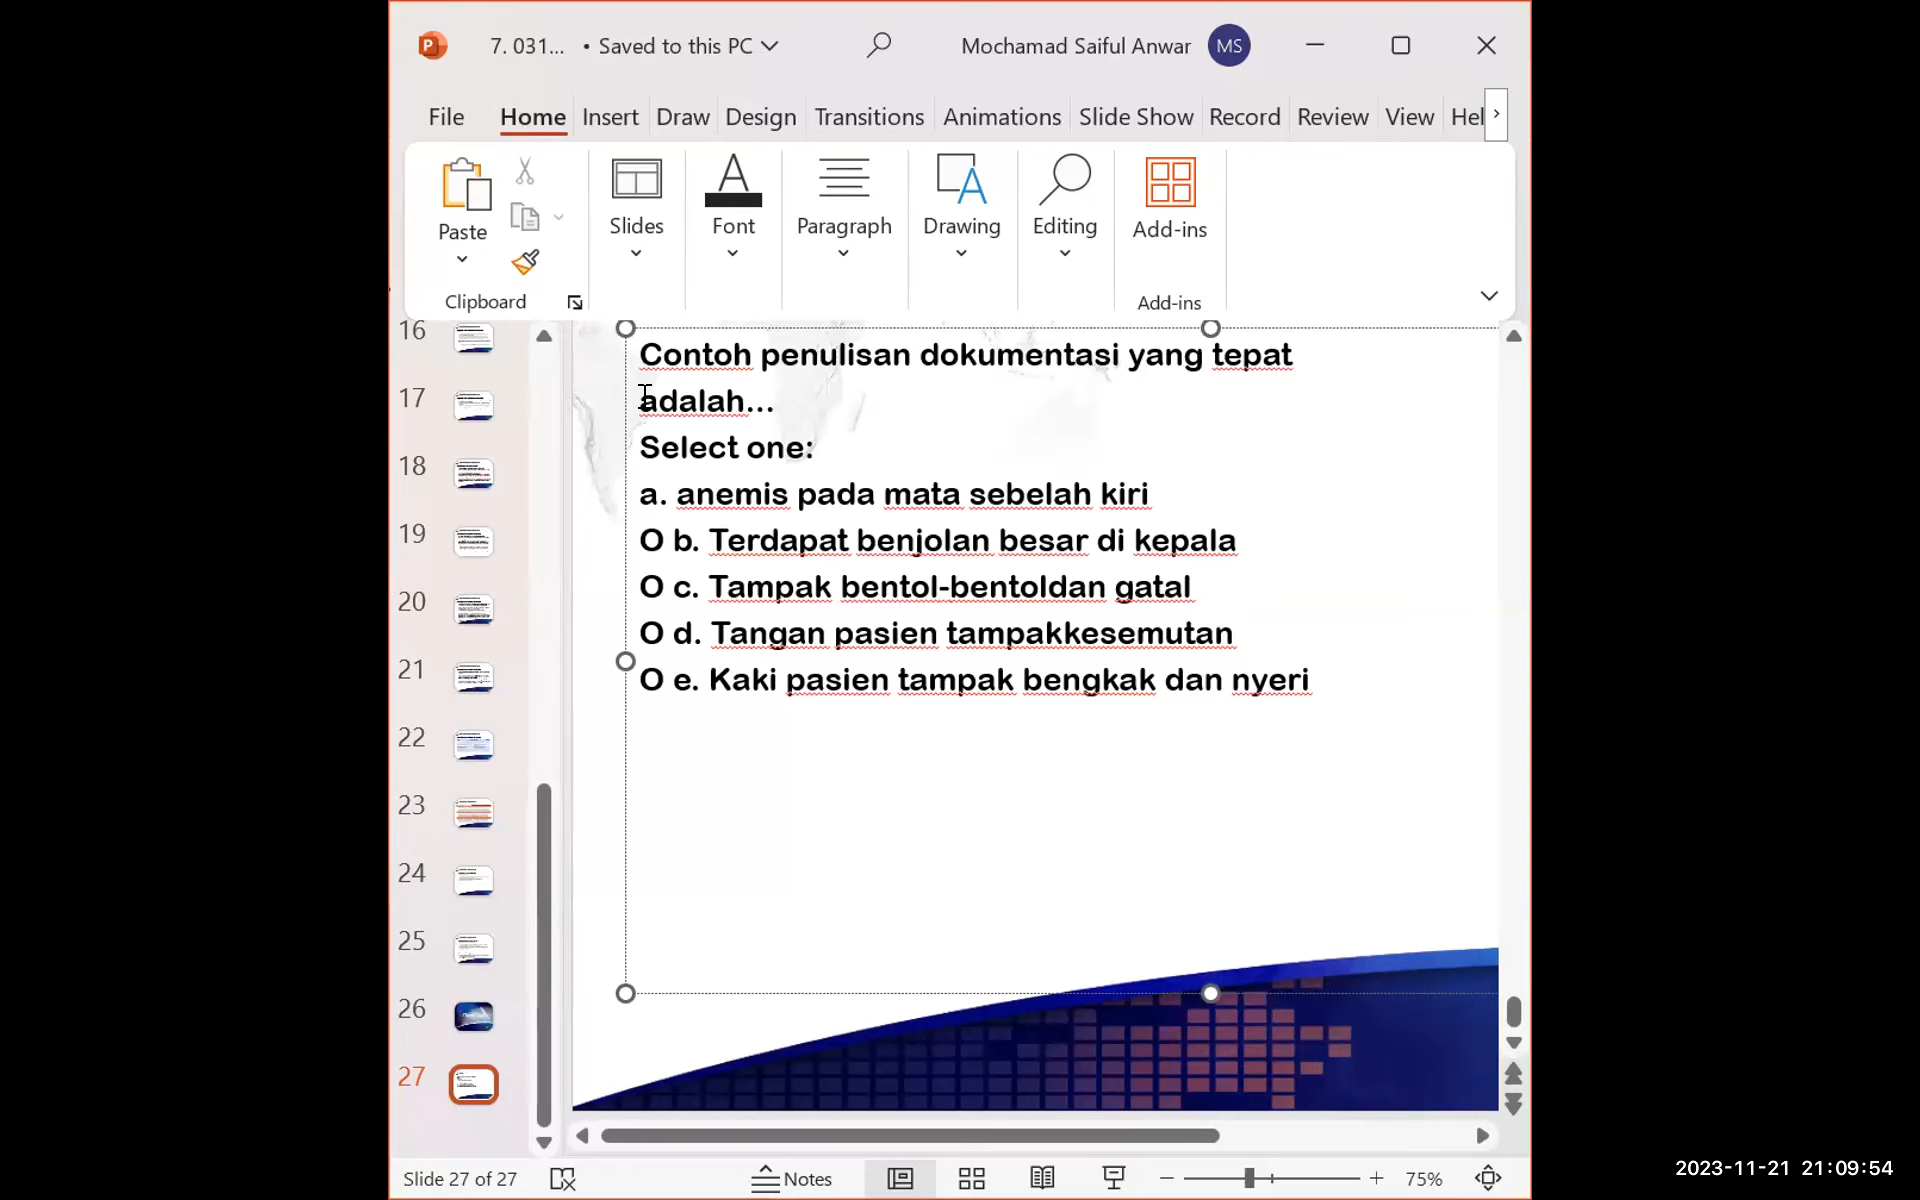 7. 031... • Saved to this PC
Mochamad Saiful Anwar MS
File Home Insert Draw Design Transitions Animations Slide Show Record Review View Hel
Paste
Slides
Font
Paragraph
Drawing
Editing
Add-ins
Clipboard
Add-ins
16
17
18
19
20
21
22
23
24
25
26
27
Contoh penulisan dokumentasi yang tepat
adalah...
Select one:
a. anemis pada mata sebelah kiri
O b. Terdapat benjolan besar di kepala
O c. Tampak bentol-bentoldan gatal
O d. Tangan pasien tampakkesemutan
O e. Kaki pasien tampak bengkak dan nyeri
Slide 27 of 27
Notes
75%
2023-11-21 21:09:54